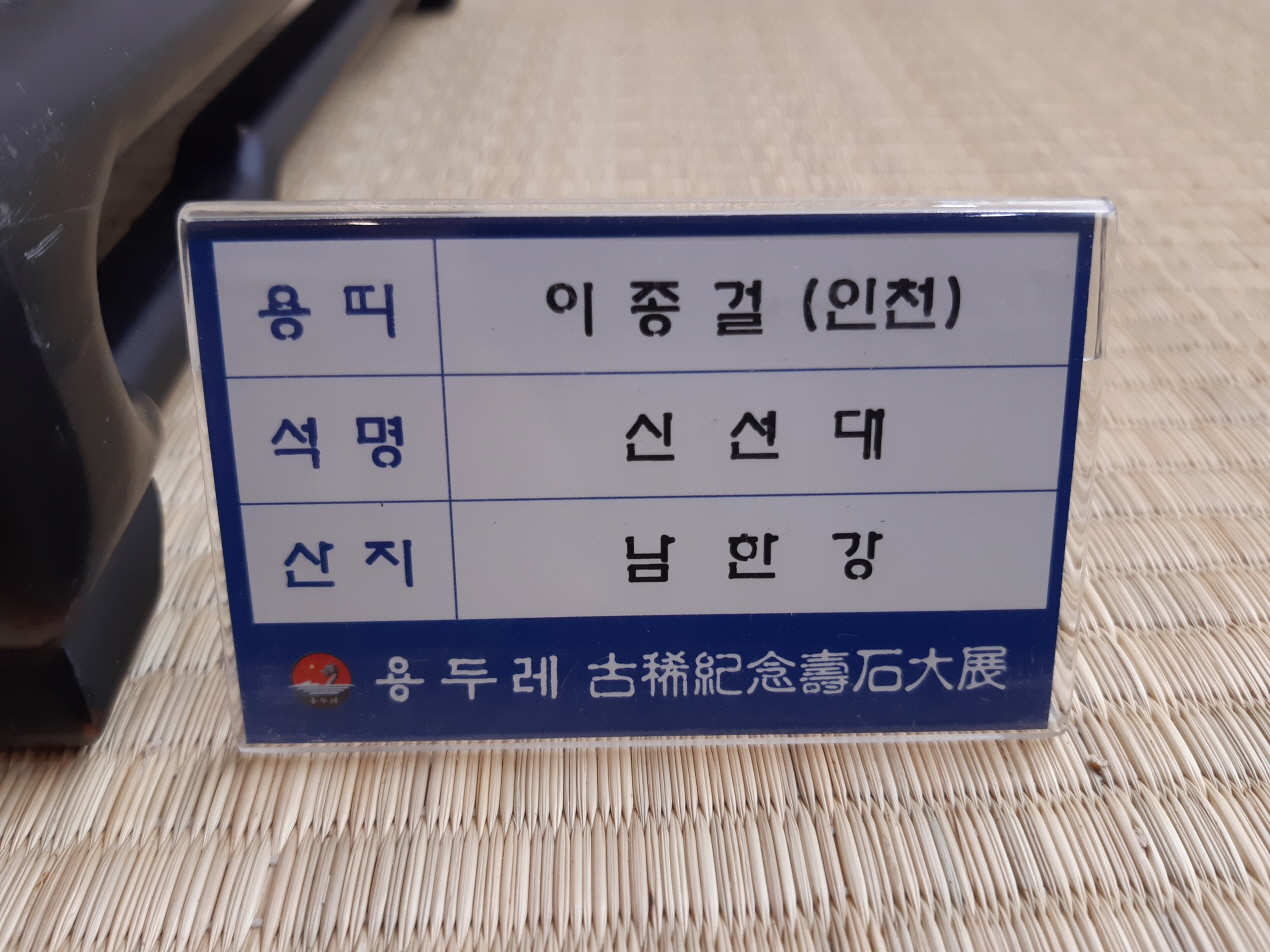 용 띠 이 종 걸 (인천)
석 명 신 선 대
산 지 남 한 강
용 두 레 古稀紀念壽石大展